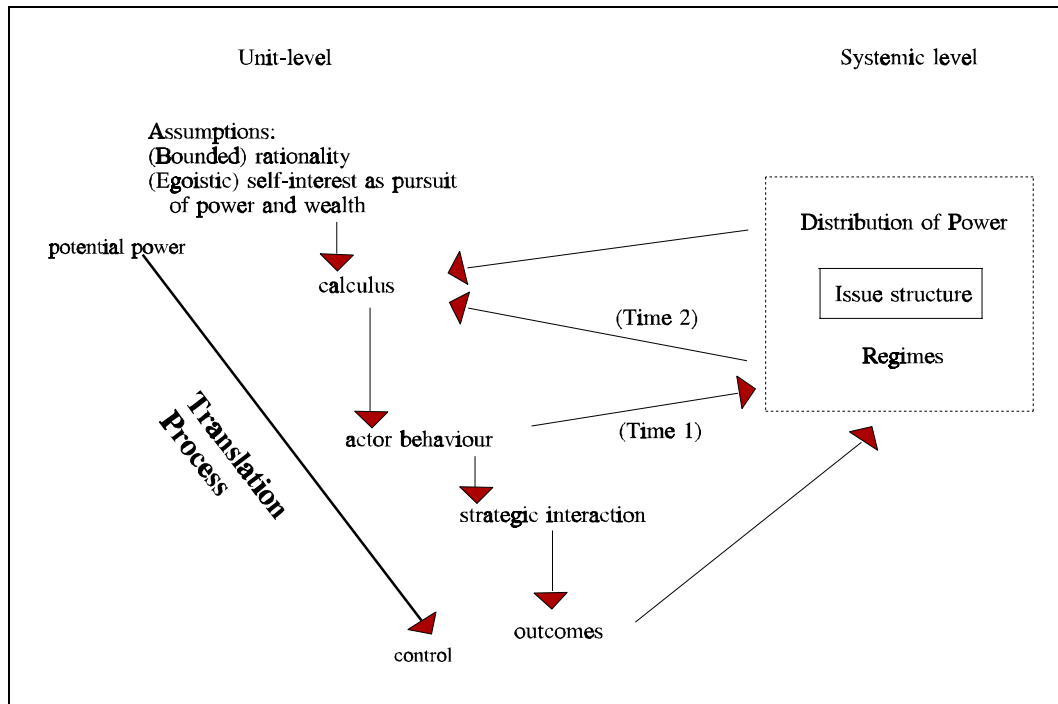 Unit-level
Systemic level
Assumptions:
(Bounded) rationality
(Egoistic) self-interest as pursuit
of power and wealth
potential power
calculus
Distribution of Power
Issue structure
Regimes
(Time 2)
(Time 1)
actor behaviour
Translation
Process
strategic interaction
outcomes
control